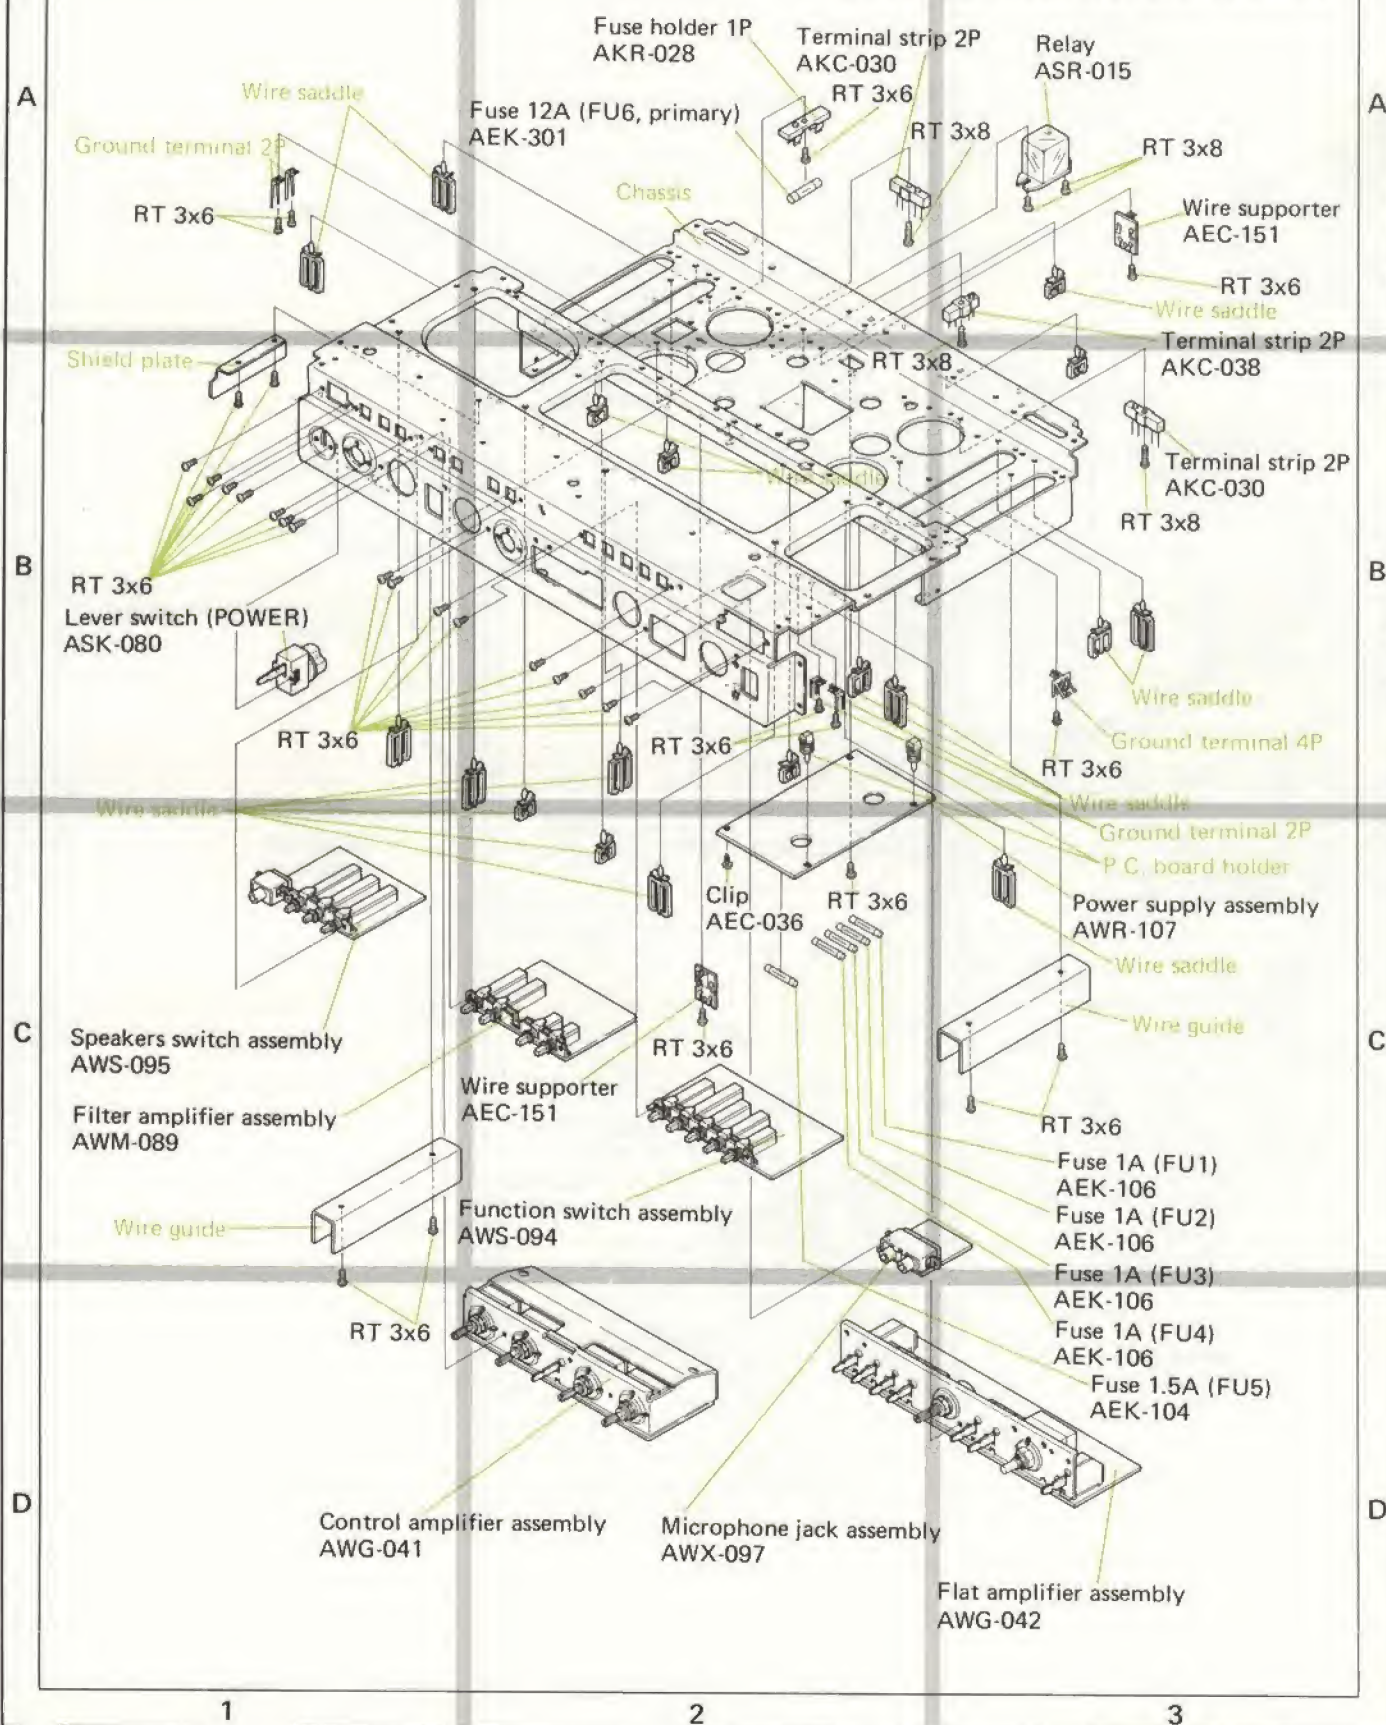 Fuse holder 1P
AKR-028
Terminal strip 2P
AKC-030
Relay
ASR-015
A
A
Wire saddle
RT 3x6
Fuse 12A (FU6, primary)
AEK-301
RT 3x8
RT 3x8
Ground terminal 2P
Chassis
RT 3x6
Wire supporter
AEC-151
RT 3x6
Wire saddle
Shield plate
RT 3x8
Terminal strip 2P
AKC-038
Wire saddle
Terminal strip 2P
AKC-030
RT 3x8
B
B
RT 3x6
Lever switch (POWER)
ASK-080
Wire saddle
RT 3x6
RT 3x6
Ground terminal 4P
RT 3x6
Wire saddle
Wire saddle
Ground terminal 2P
P.C. board holder
Clip
AEC-036
RT 3x6
Power supply assembly
AWR-107
Wire saddle
C
C
Speakers switch assembly
AWS-095
RT 3x6
Wire guide
Wire supporter
AEC-151
Filter amplifier assembly
AWM-089
RT 3x6
Fuse 1A (FU1)
AEK-106
Function switch assembly
AWS-094
Wire guide
Fuse 1A (FU2)
AEK-106
Fuse 1A (FU3)
AEK-106
RT 3x6
Fuse 1A (FU4)
AEK-106
Fuse 1.5A (FU5)
AEK-104
D
D
Control amplifier assembly
AWG-041
Microphone jack assembly
AWX-097
Flat amplifier assembly
AWG-042
1
2
3